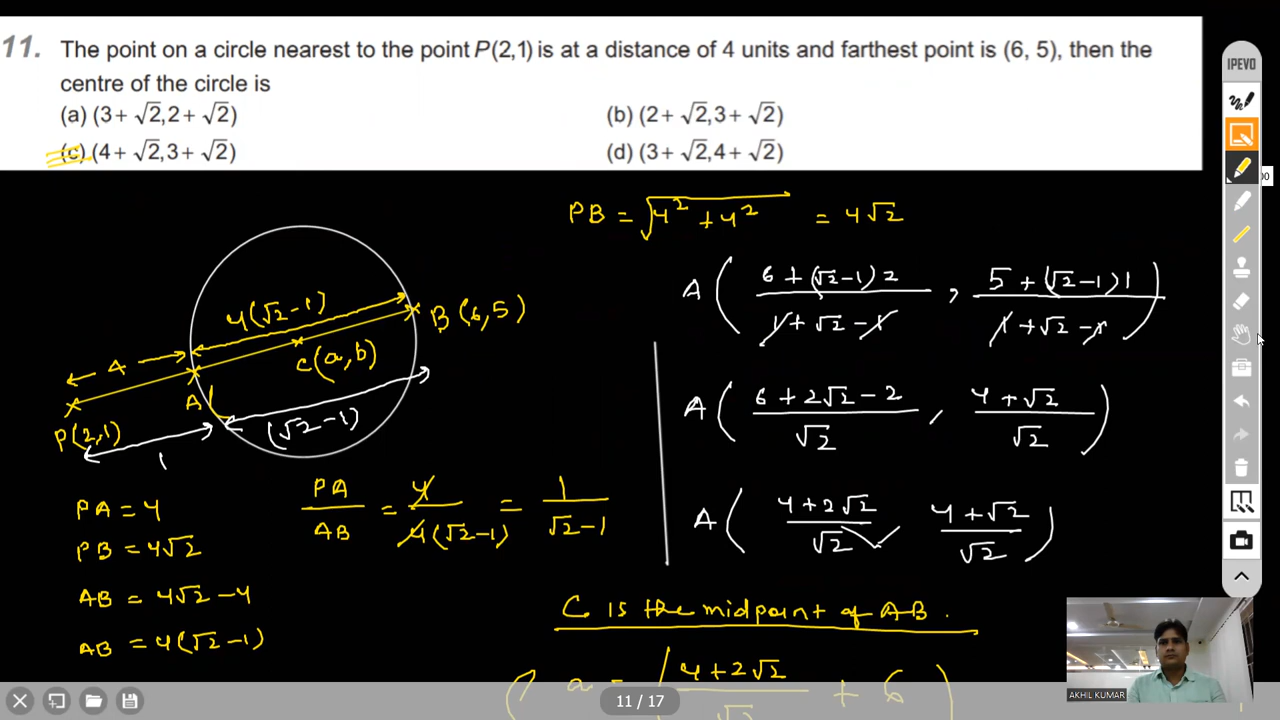 11. The point on a circle nearest to the point P(2,1) is at a distance of 4 units and farthest point is (6, 5), then the
centre of the circle is
(a) (3+ √2,2+ √2) (b) (2+ √2,3+ √2)
(c) (4+ √2,3+ √2) (d) (3+ √2,4+ √2)
IPEVO
00
PB = √4² + 4² = 4√2
A ( 6 + (√2-1) 2 / 1 + √2 - 1 , 5 + (√2-1) 1 / 1 + √2 - 1 )
4(√2-1)
B (6,5)
4
C(a,b)
A
P(2,1)
(√2-1)
1
A ( 6 + 2√2 - 2 / √2 , 4 + √2 / √2 )
PA = 4
PB = 4√2
AB = 4√2 - 4
AB = 4(√2-1)
PA / AB = 4 / 4(√2-1) = 1 / √2-1
A ( 4 + 2√2 / √2 , 4 + √2 / √2 )
C is the midpoint of AB.
( a = ( 4 + 2√2 / √2 + 6 )
AKHIL KUMAR
11 / 17